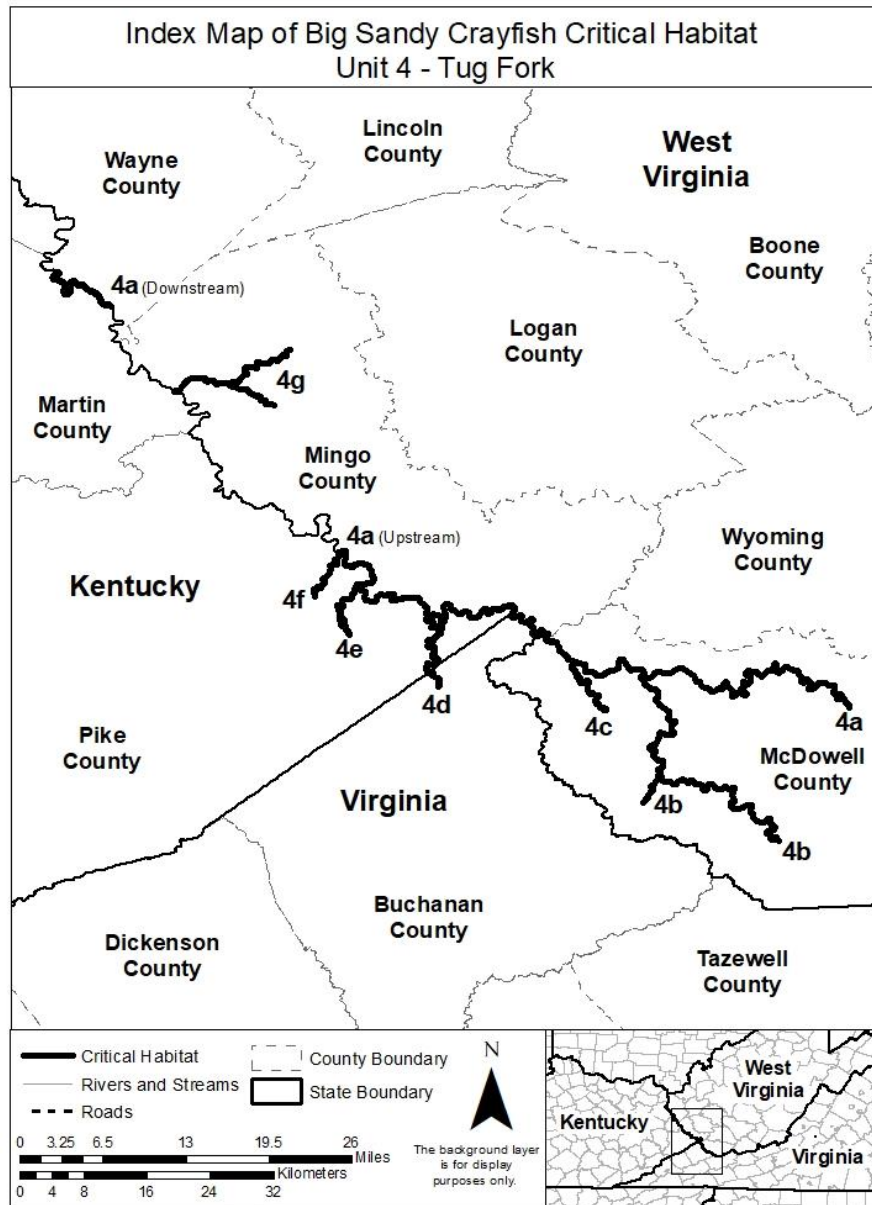 Index Map of Big Sandy Crayfish Critical Habitat
Unit 4 - Tug Fork
Lincoln
County
West
Virginia
Wayne
County
Boone
County
4a (Downstream)
Logan
County
4g
Martin
County
Mingo
County
4a (Upstream)
Wyoming
County
Kentucky
4f
4e
4d
4c
4a
Pike
County
McDowell
County
Virginia
4b
4b
Buchanan
County
Dickenson
County
Tazewell
County
Critical Habitat
Rivers and Streams
Roads
County Boundary
State Boundary
0 3.25 6.5 13 19.5 26
Miles
Kilometers
0 4 8 16 24 32
N
The background layer
is for display
purposes only.
West
Virginia
Kentucky
Virginia